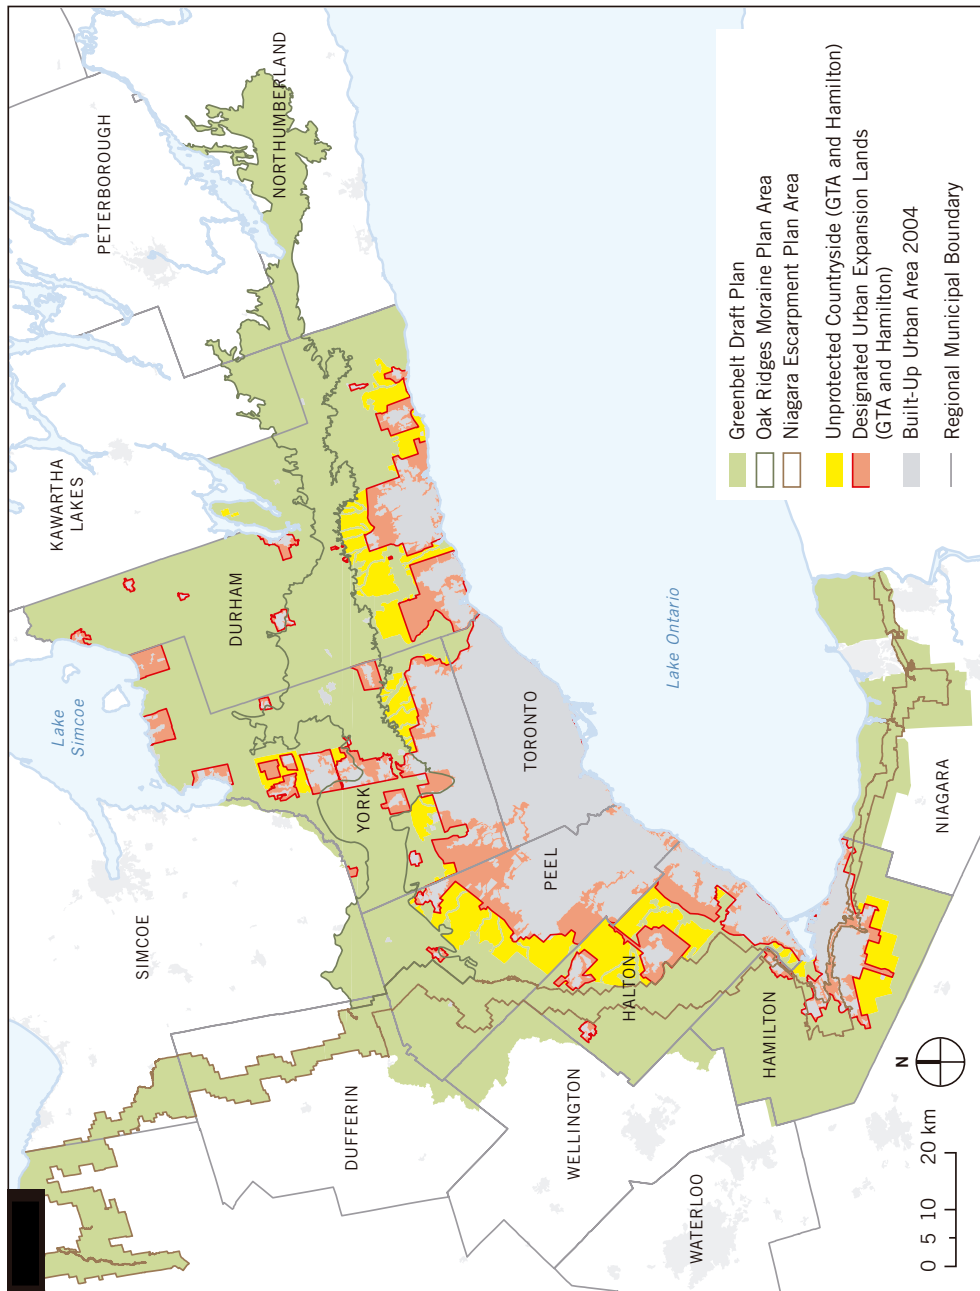 PETERBOROUGH
NORTHUMBERLAND
KAWARTHA
LAKES
DURHAM
Lake
Simcoe
YORK
SIMCOE
TORONTO
PEEL
Lake Ontario
HALTON
HAMILTON
NIAGARA
DUFFERIN
WELLINGTON
WATERLOO
Greenbelt Draft Plan
Oak Ridges Moraine Plan Area
Niagara Escarpment Plan Area
Unprotected Countryside (GTA and Hamilton)
Designated Urban Expansion Lands
(GTA and Hamilton)
Built-Up Urban Area 2004
Regional Municipal Boundary
N
0 5 10 20 km